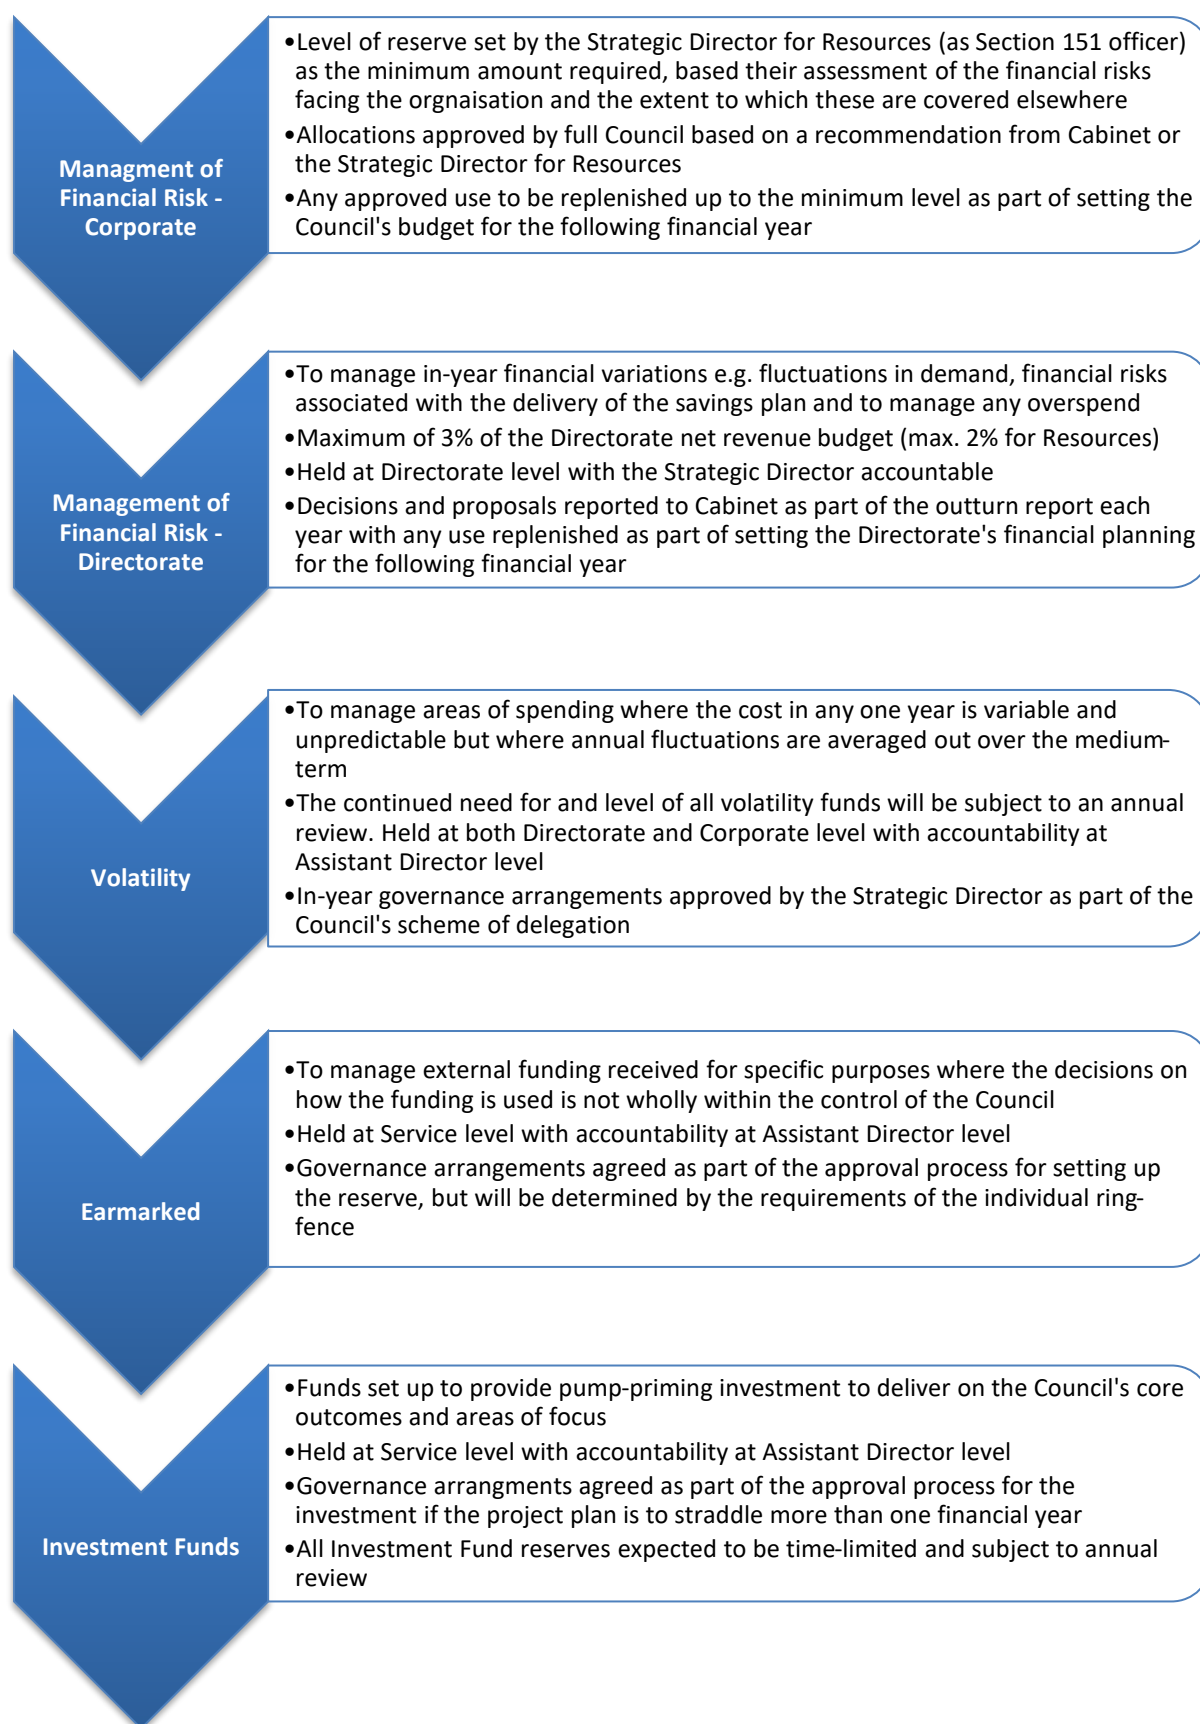 Managment of
Financial Risk -
Corporate
•Level of reserve set by the Strategic Director for Resources (as Section 151 officer)
as the minimum amount required, based their assessment of the financial risks
facing the orgnaisation and the extent to which these are covered elsewhere
•Allocations approved by full Council based on a recommendation from Cabinet or
the Strategic Director for Resources
•Any approved use to be replenished up to the minimum level as part of setting the
Council's budget for the following financial year
Management of
Financial Risk -
Directorate
•To manage in-year financial variations e.g. fluctuations in demand, financial risks
associated with the delivery of the savings plan and to manage any overspend
•Maximum of 3% of the Directorate net revenue budget (max. 2% for Resources)
•Held at Directorate level with the Strategic Director accountable
•Decisions and proposals reported to Cabinet as part of the outturn report each
year with any use replenished as part of setting the Directorate's financial planning
for the following financial year
Volatility
•To manage areas of spending where the cost in any one year is variable and
unpredictable but where annual fluctuations are averaged out over the medium-
term
•The continued need for and level of all volatility funds will be subject to an annual
review. Held at both Directorate and Corporate level with accountability at
Assistant Director level
•In-year governance arrangements approved by the Strategic Director as part of the
Council's scheme of delegation
Earmarked
•To manage external funding received for specific purposes where the decisions on
how the funding is used is not wholly within the control of the Council
•Held at Service level with accountability at Assistant Director level
•Governance arrangements agreed as part of the approval process for setting up
the reserve, but will be determined by the requirements of the individual ring-
fence
Investment Funds
•Funds set up to provide pump-priming investment to deliver on the Council's core
outcomes and areas of focus
•Held at Service level with accountability at Assistant Director level
•Governance arrangments agreed as part of the approval process for the
investment if the project plan is to straddle more than one financial year
•All Investment Fund reserves expected to be time-limited and subject to annual
review